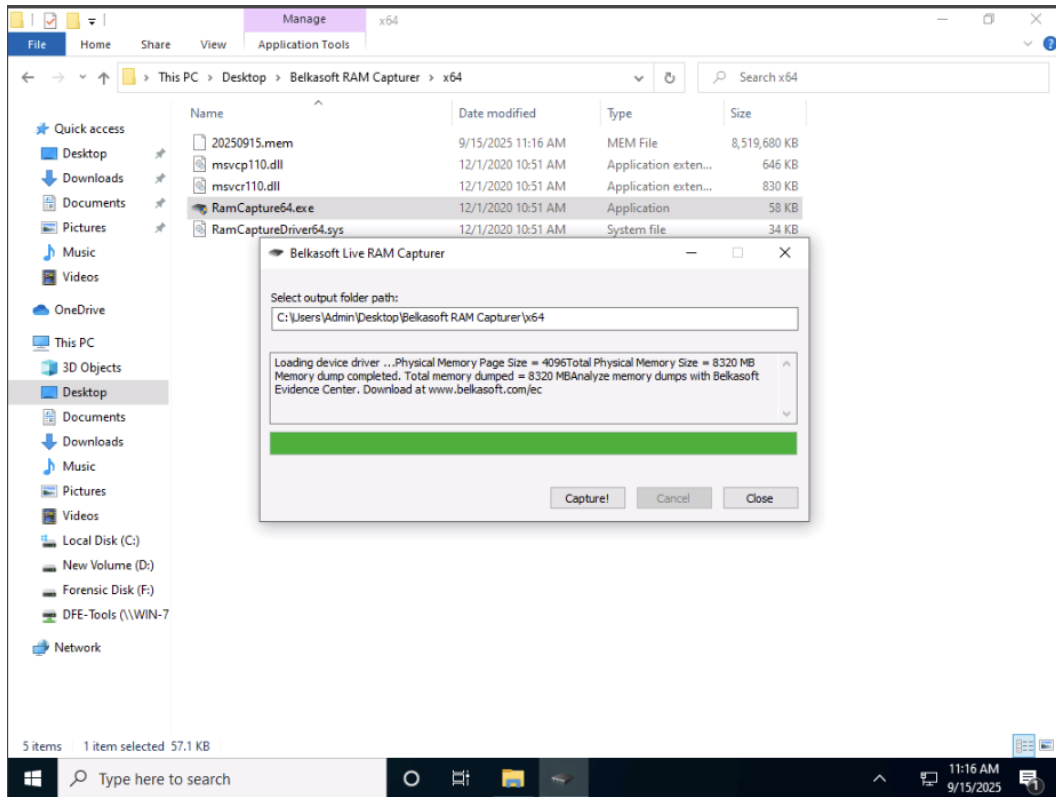 Manage x64
File Home Share View Application Tools
This PC > Desktop > Belkasoft RAM Capturer > x64
Search x64
Name Date modified Type Size
20250915.mem 9/15/2025 11:16 AM MEM File 8,519,680 KB
msvcp110.dll 12/1/2020 10:51 AM Application exten... 646 KB
msvcr110.dll 12/1/2020 10:51 AM Application exten... 830 KB
RamCapture64.exe 12/1/2020 10:51 AM Application 58 KB
RamCaptureDriver64.sys 12/1/2020 10:51 AM System file 34 KB
Quick access
Desktop
Downloads
Documents
Pictures
Music
Videos
OneDrive
This PC
3D Objects
Desktop
Documents
Downloads
Music
Pictures
Videos
Local Disk (C:)
New Volume (D:)
Forensic Disk (F:)
DFE-Tools (\\WIN-7
Network
Belkasoft Live RAM Capturer
Select output folder path:
C:\Users\Admin\Desktop\Belkasoft RAM Capturer\x64
Loading device driver ...Physical Memory Page Size = 4096Total Physical Memory Size = 8320 MB
Memory dump completed. Total memory dumped = 8320 MBAnalyze memory dumps with Belkasoft
Evidence Center. Download at www.belkasoft.com/ec
Capture! Cancel Close
5 items 1 item selected 57.1 KB
Type here to search
11:16 AM
9/15/2025
1